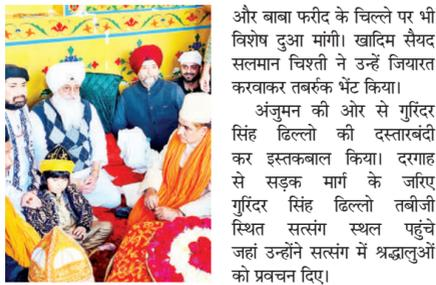 और बाबा फरीद के चिल्ले पर भी
विशेष दुआ मांगी। खादिम सैयद
सलमान चिश्ती ने उन्हें जियारत
करवाकर तबर्रुक भेंट किया।
अंजुमन की ओर से गुरिंदर
सिंह ढिल्लो की दस्तारबंदी
कर इस्तकबाल किया। दरगाह
से सड़क मार्ग के जरिए
गुरिंदर सिंह ढिल्लो तबीजी
स्थित सत्संग स्थल पहुंचे
जहां उन्होंने सत्संग में श्रद्धालुओं
को प्रवचन दिए।